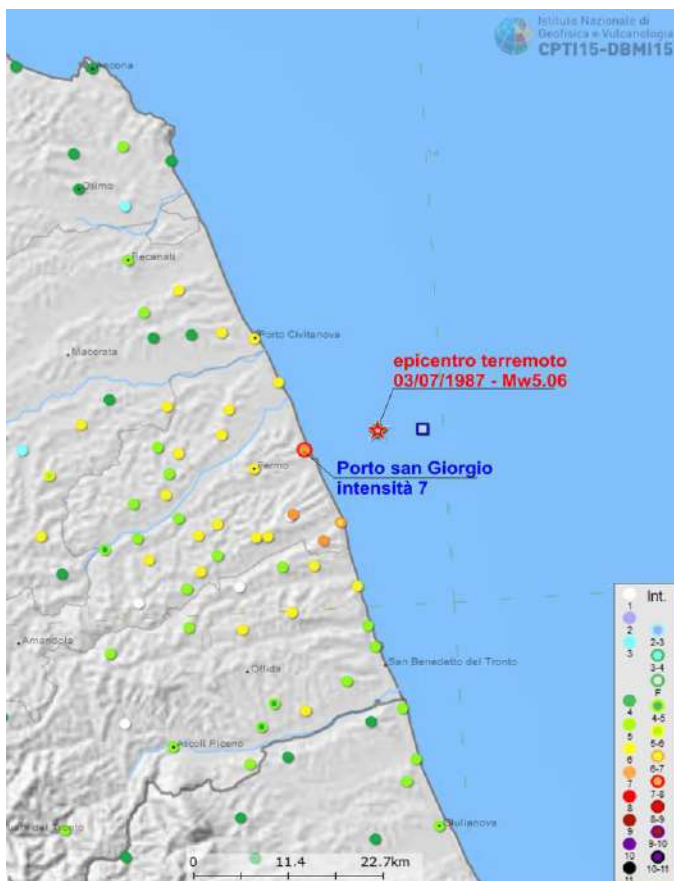 Istituto Nazionale di
Geofisica e Vulcanologia
CPTI15-DBMI15
Ancona
14
Osimo
Recanati
Porto Civitanova
Macerata
epicentro terremoto
03/07/1987 - Mw5.06
Fermo
Porto san Giorgio
intensità 7
Amandola
Offida
San Benedetto del Tronto
Ascoli Piceno
del Tronto
Giulianova
0 11.4 22.7km
Int.
1
2
2-3
3
3-4
F
4
4-5
5
5-6
6
6-7
7
7-8
8
8-9
9
9-10
10
10-11
11